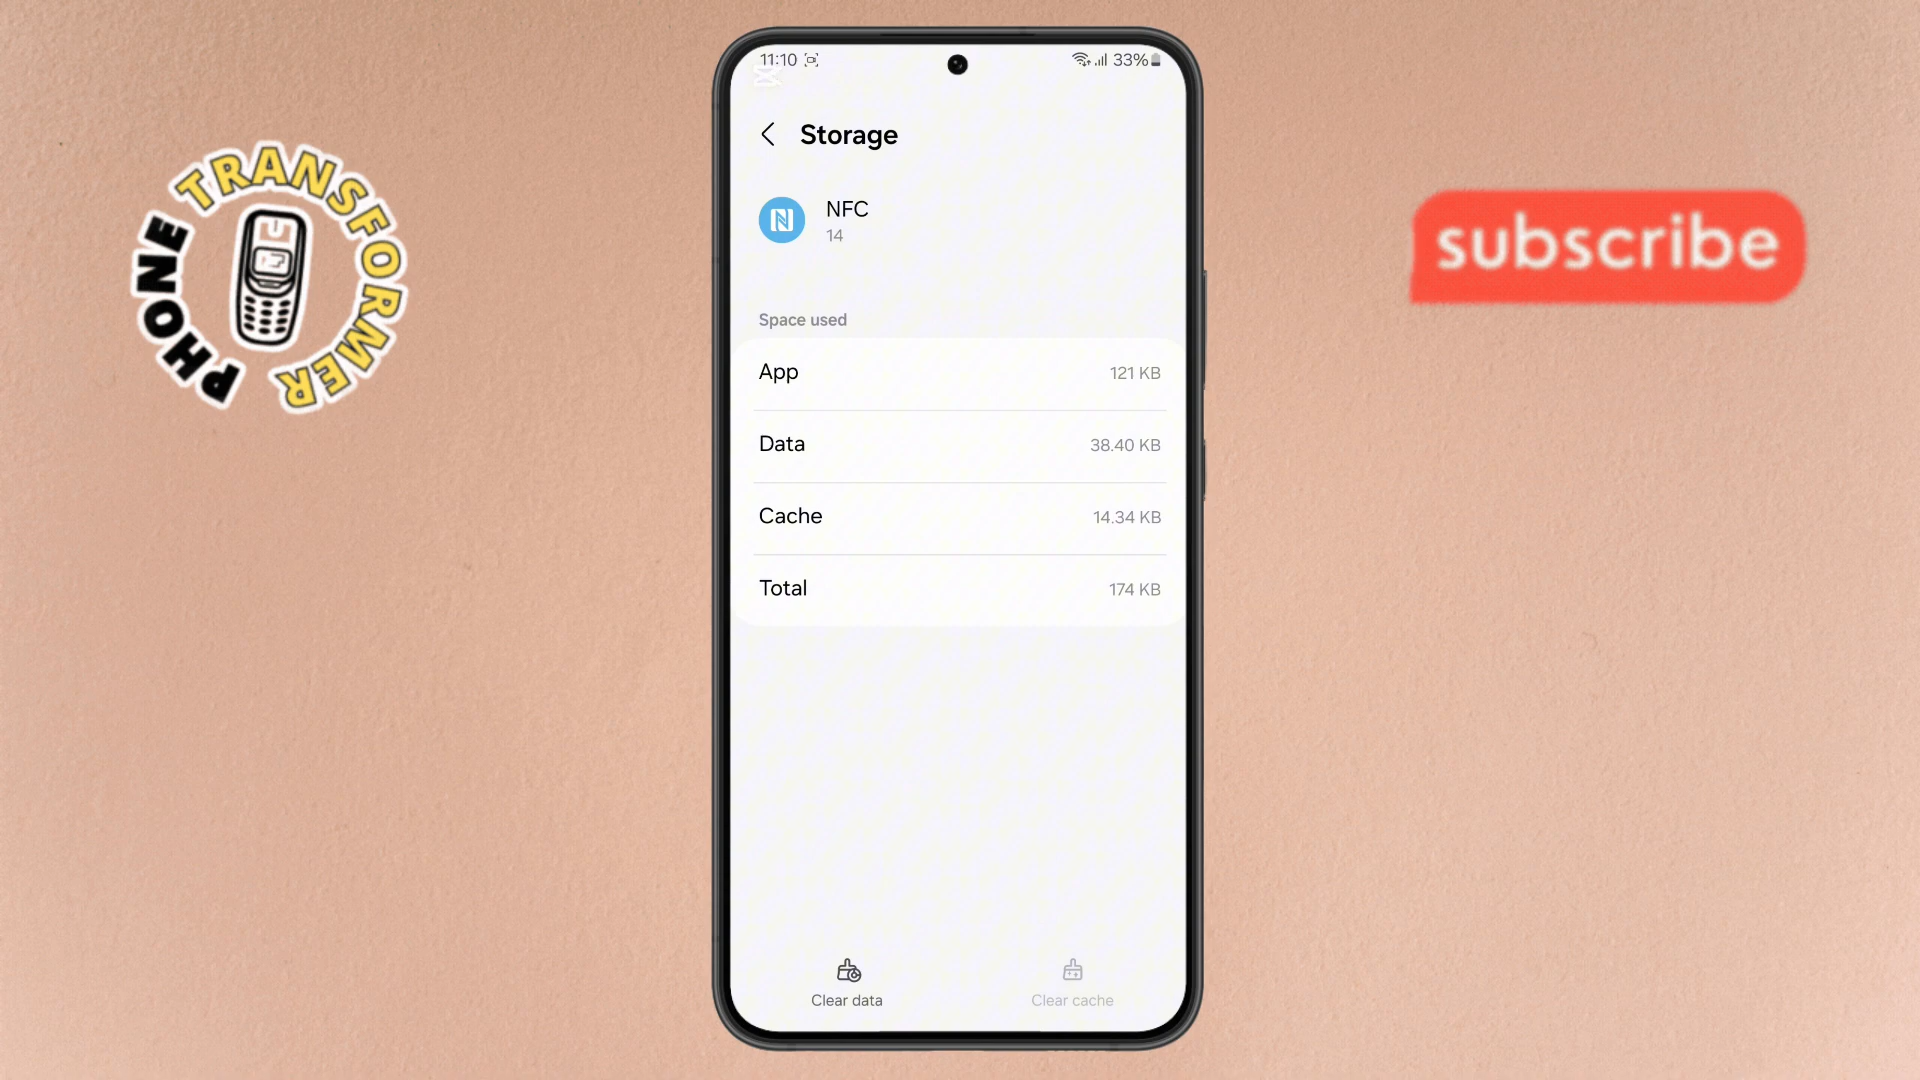 PHONE TRANSFORMER
subscribe
11:10
33%
Storage
NFC
14
Space used
App
121 KB
Data
38.40 KB
Cache
14.34 KB
Total
174 KB
Clear data
Clear cache